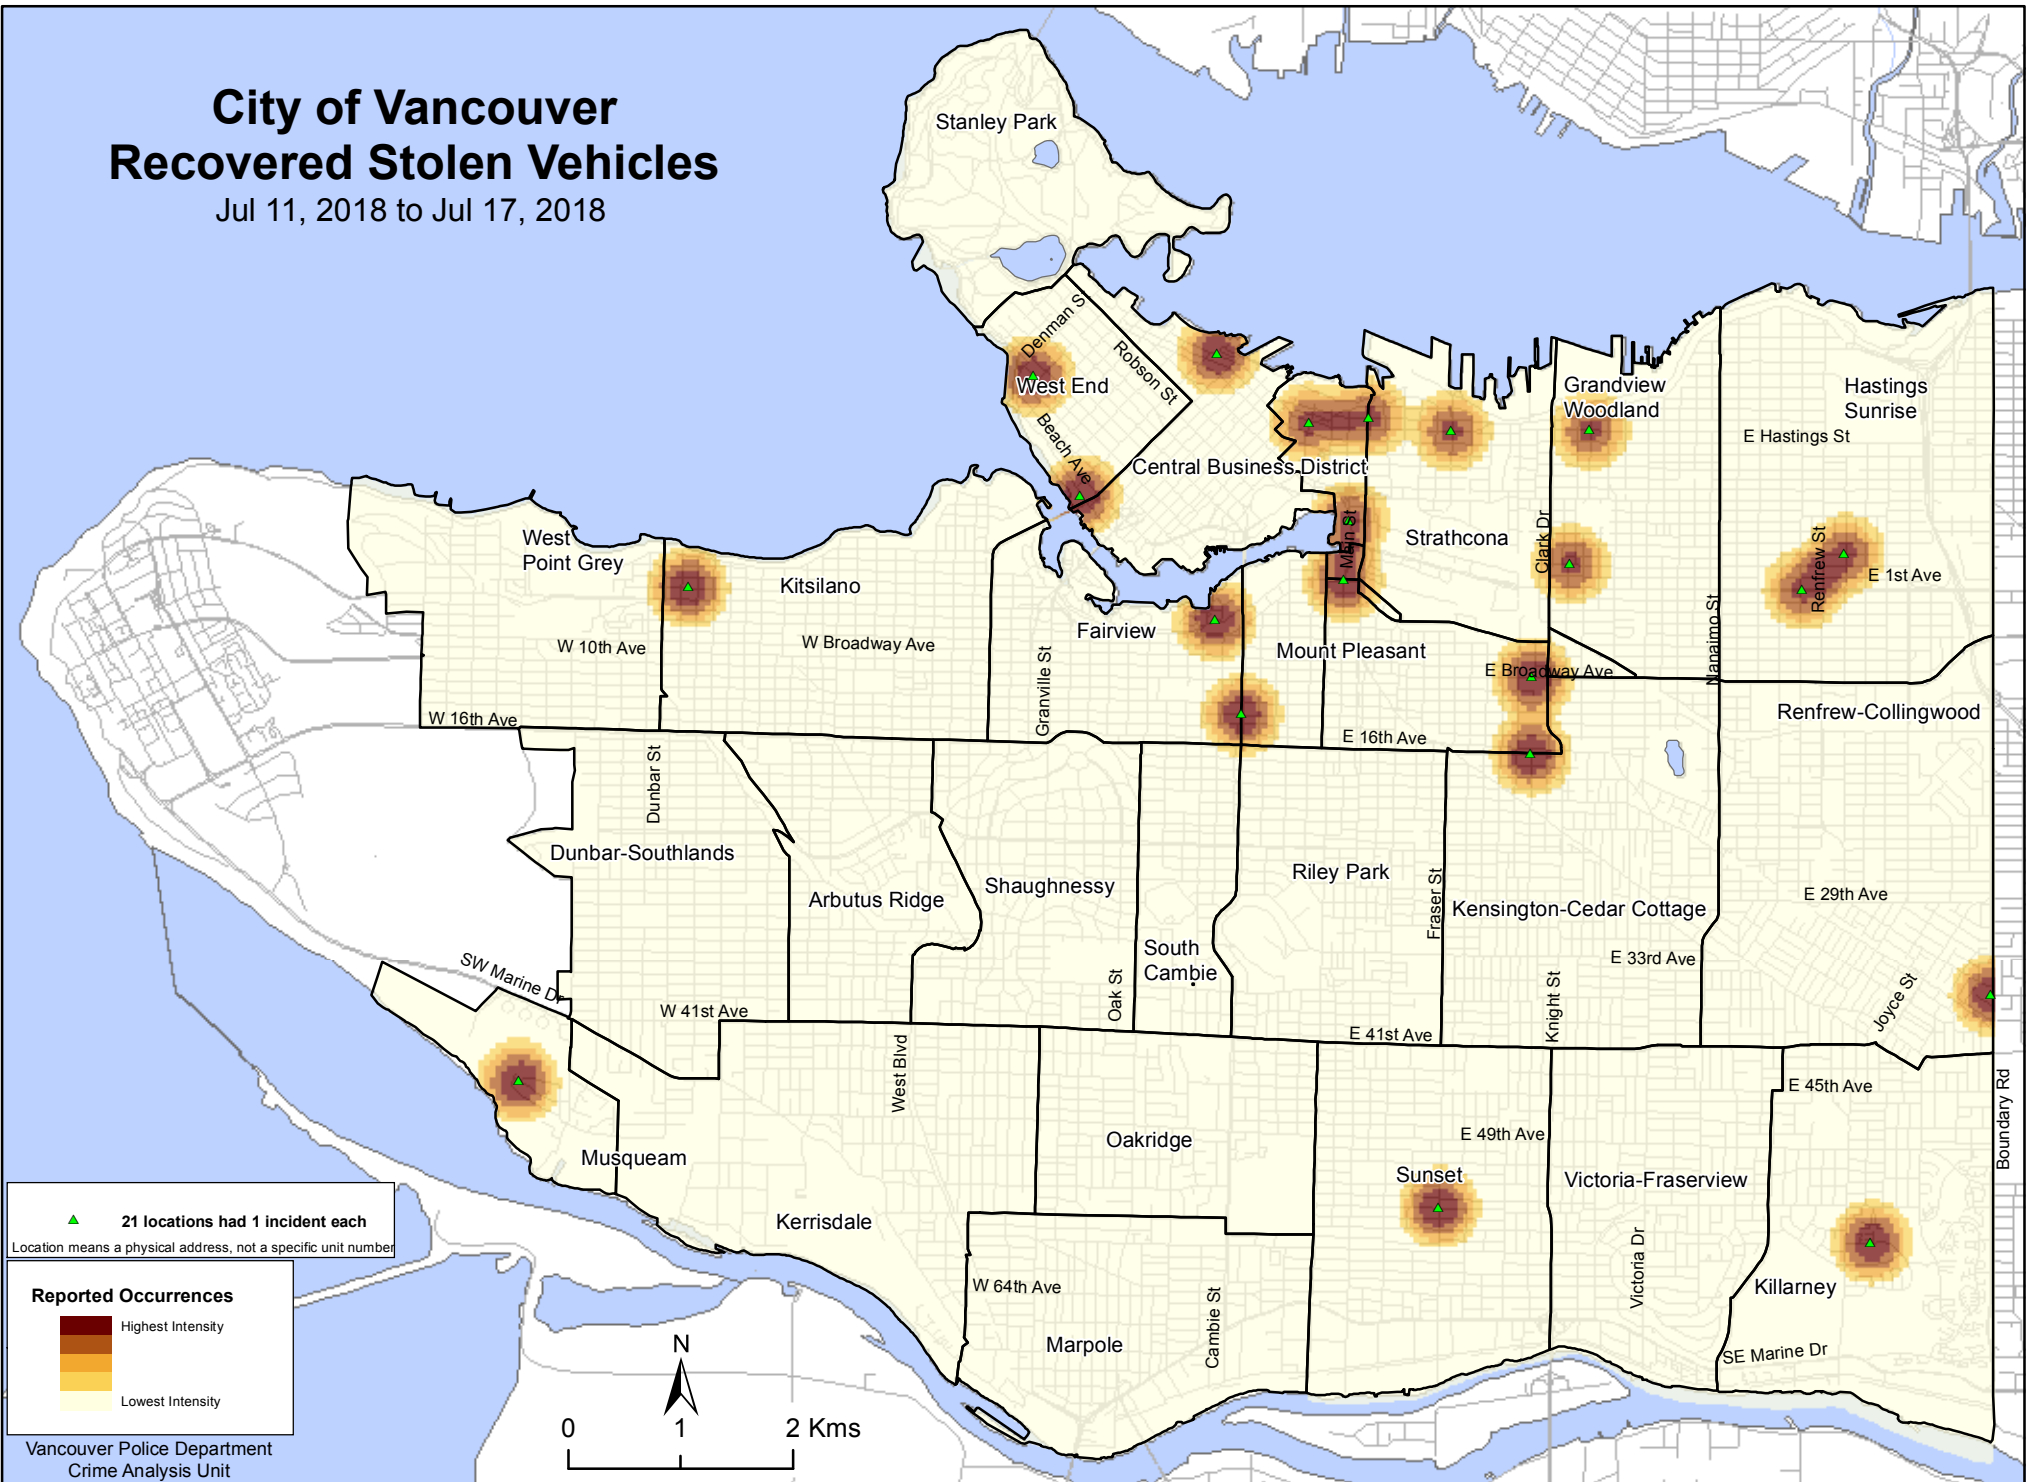 City of Vancouver
Recovered Stolen Vehicles
Jul 11, 2018 to Jul 17, 2018
Stanley Park
Denman S
Robson St
West End
Beach Ave
Central Business District
Grandview
Woodland
Hastings
Sunrise
E Hastings St
West
Point Grey
Kitsilano
W 10th Ave
W Broadway Ave
Fairview
Granville St
Main St
Strathcona
Clark Dr
Renfrew St
E 1st Ave
Nanaimo St
Mount Pleasant
E Broadway Ave
W 16th Ave
E 16th Ave
Renfrew-Collingwood
Dunbar St
Dunbar-Southlands
Arbutus Ridge
Shaughnessy
Riley Park
Fraser St
Kensington-Cedar Cottage
E 29th Ave
South
Cambie
E 33rd Ave
SW Marine Dr
W 41st Ave
Oak St
E 41st Ave
Knight St
Joyce St
West Blvd
E 45th Ave
Boundary Rd
Musqueam
Oakridge
E 49th Ave
Sunset
Victoria-Fraserview
Kerrisdale
W 64th Ave
Marpole
Cambie St
Victoria Dr
Killarney
SE Marine Dr
21 locations had 1 incident each
Location means a physical address, not a specific unit number
Reported Occurrences
Highest Intensity
Lowest Intensity
Vancouver Police Department
Crime Analysis Unit
N
0 1 2 Kms